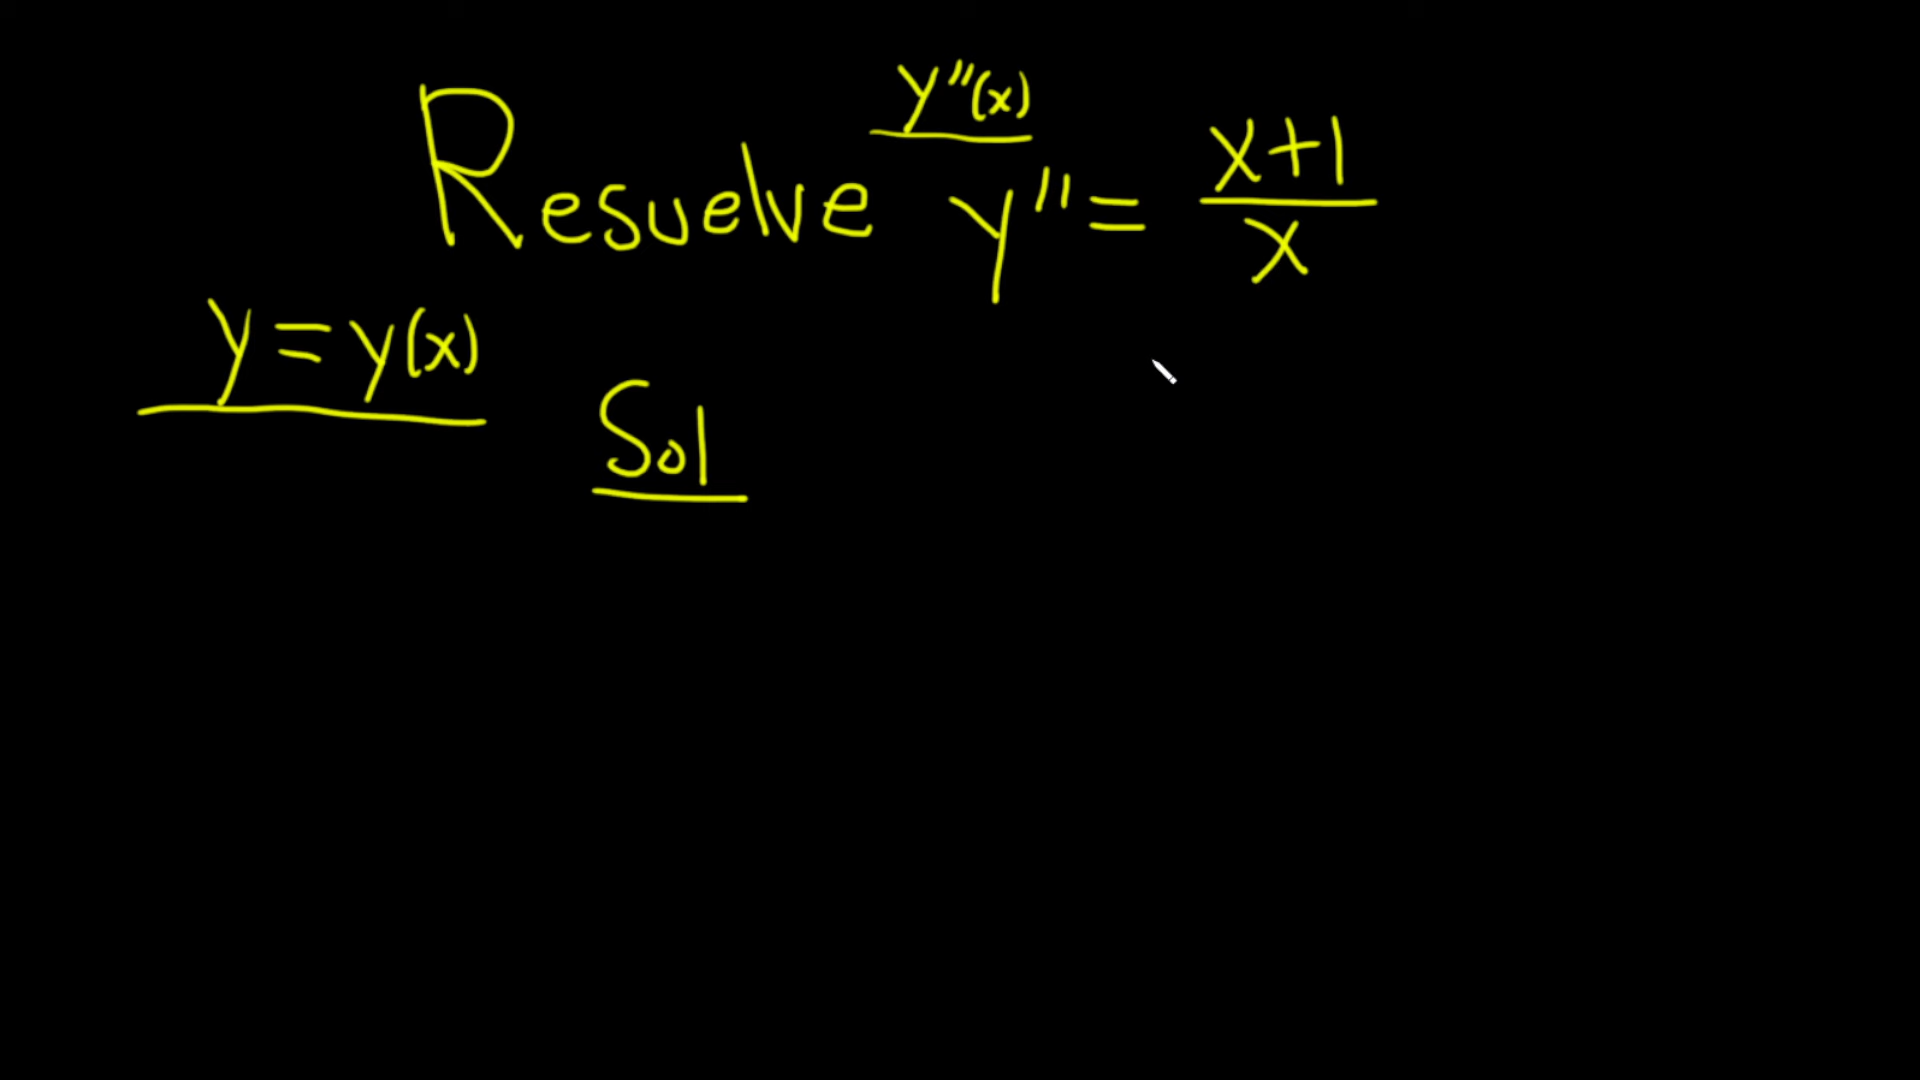 y''(x)
Resuelve y'' = x+1/x
y = y(x)
Sol